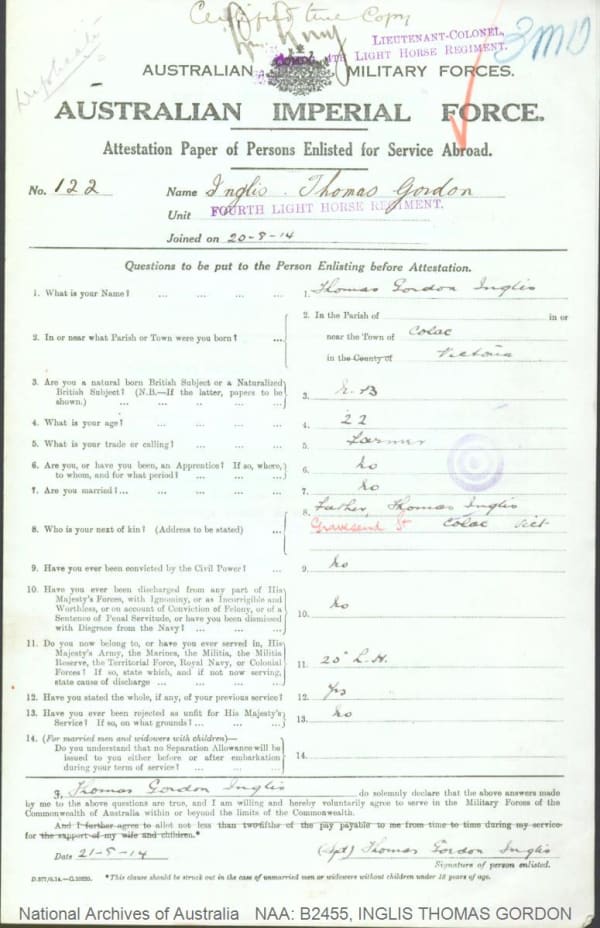 Certified true Copy
Duplicate
LIEUTENANT-COLONEL,
4TH LIGHT HORSE REGIMENT.
3MD
AUSTRALIAN MILITARY FORCES.
AUSTRALIAN IMPERIAL FORCE.
Attestation Paper of Persons Enlisted for Service Abroad.
No. 122 Name Inglis Thomas Gordon
Unit FOURTH LIGHT HORSE REGIMENT.
Joined on 20-8-14
Questions to be put to the Person Enlisting before Attestation.
1. What is your Name? ... ... ... ... 1. Thomas Gordon Inglis
2. In or near what Parish or Town were you born? ... 2. In the Parish of in or
near the Town of Colac
in the County of Victoria
3. Are you a natural born British Subject or a Naturalized
British Subject? (N.B.—If the latter, papers to be
shown.) ... ... ... ... 3. N.B
4. What is your age? ... ... ... ... 4. 22
5. What is your trade or calling? ... ... ... 5. Farmer
6. Are you, or have you been, an Apprentice? If so, where,
to whom, and for what period? ... ... ... 6. No
7. Are you married?... ... ... ... 7. No
8. Who is your next of kin? (Address to be stated) ... 8. Father, Thomas Inglis
Gravesend St Colac Vict
9. Have you ever been convicted by the Civil Power? ... 9. No
10. Have you ever been discharged from any part of His
Majesty's Forces, with Ignominy, or as Incorrigible and
Worthless, or on account of Conviction of Felony, or of a
Sentence of Penal Servitude, or have you been dismissed
with Disgrace from the Navy? ... ... ... 10. No
11. Do you now belong to, or have you ever served in, His
Majesty's Army, the Marines, the Militia, the Militia
Reserve, the Territorial Force, Royal Navy, or Colonial
Forces? If so, state which, and if not now serving,
state cause of discharge ... ... ... ... 11. 20 L.H.
12. Have you stated the whole, if any, of your previous service? 12. Yes
13. Have you ever been rejected as unfit for His Majesty's
Service? If so, on what grounds? ... ... ... 13. No
14. (For married men and widowers with children)—
Do you understand that no Separation Allowance will be
issued to you either before or after embarkation
during your term of service? ... ... ... 14.
I, Thomas Gordon Inglis do solemnly declare that the above answers made
by me to the above questions are true, and I am willing and hereby voluntarily agree to serve in the Military Forces of the
Commonwealth of Australia within or beyond the limits of the Commonwealth.
And I further agree to allot not less than two-fifths of the pay payable to me from time to time during my service
for the support of my wife and children.*
Date 21-8-14 (Sgd) Thomas Gordon Inglis
Signature of person enlisted.
*This clause should be struck out in the case of unmarried men or widowers without children under 18 years of age.
National Archives of Australia NAA: B2455, INGLIS THOMAS GORDON